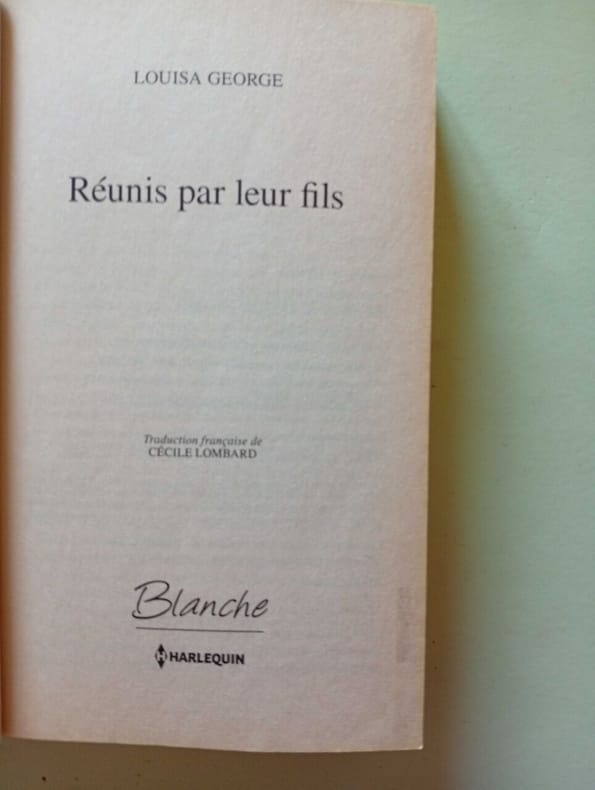 LOUISA GEORGE
Réunis par leur fils
Traduction française de
CÉCILE LOMBARD
Blanche
HARLEQUIN